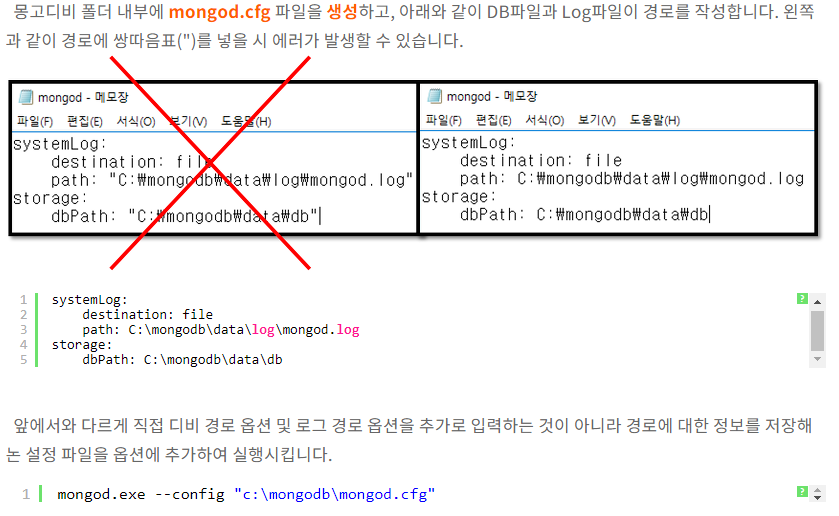 몽고디비 폴더 내부에 mongod.cfg 파일을 생성하고, 아래와 같이 DB파일과 Log파일이 경로를 작성합니다. 왼쪽
과 같이 경로에 쌍따음표(")를 넣을 시 에러가 발생할 수 있습니다.
mongod - 메모장
파일(F) 편집(E) 서식(O) 보기(V) 도움말(H)
systemLog:
destination: file
path: "C:₩mongodb₩data₩log₩mongod.log"
storage:
dbPath: "C:₩mongodb₩data₩db"
mongod - 메모장
파일(F) 편집(E) 서식(O) 보기(V) 도움말(H)
systemLog:
destination: file
path: C:₩mongodb₩data₩log₩mongod.log
storage:
dbPath: C:₩mongodb₩data₩db
1 systemLog:
2 destination: file
3 path: C:\mongodb\data\log\mongod.log
4 storage:
5 dbPath: C:\mongodb\data\db
?
앞에서와 다르게 직접 디비 경로 옵션 및 로그 경로 옵션을 추가로 입력하는 것이 아니라 경로에 대한 정보를 저장해
논 설정 파일을 옵션에 추가하여 실행시킵니다.
1 mongod.exe --config "c:\mongodb\mongod.cfg"
?